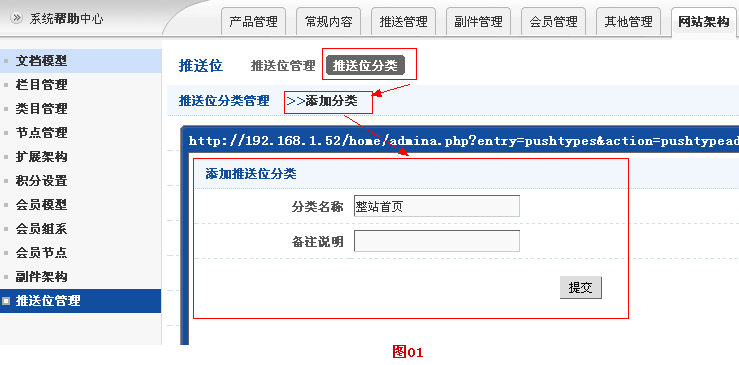 系统帮助中心
产品管理 常规内容 推送管理 副件管理 会员管理 其他管理 网站架构
文档模型
栏目管理
类目管理
节点管理
扩展架构
积分设置
会员模型
会员组系
会员节点
副件架构
推送位管理
推送位 推送位管理 推送位分类
推送位分类管理 >>添加分类
http://192.168.1.52/home/admina.php?entry=pushtypes&action=pushtypead
添加推送位分类
分类名称 整站首页
备注说明
提交
图01